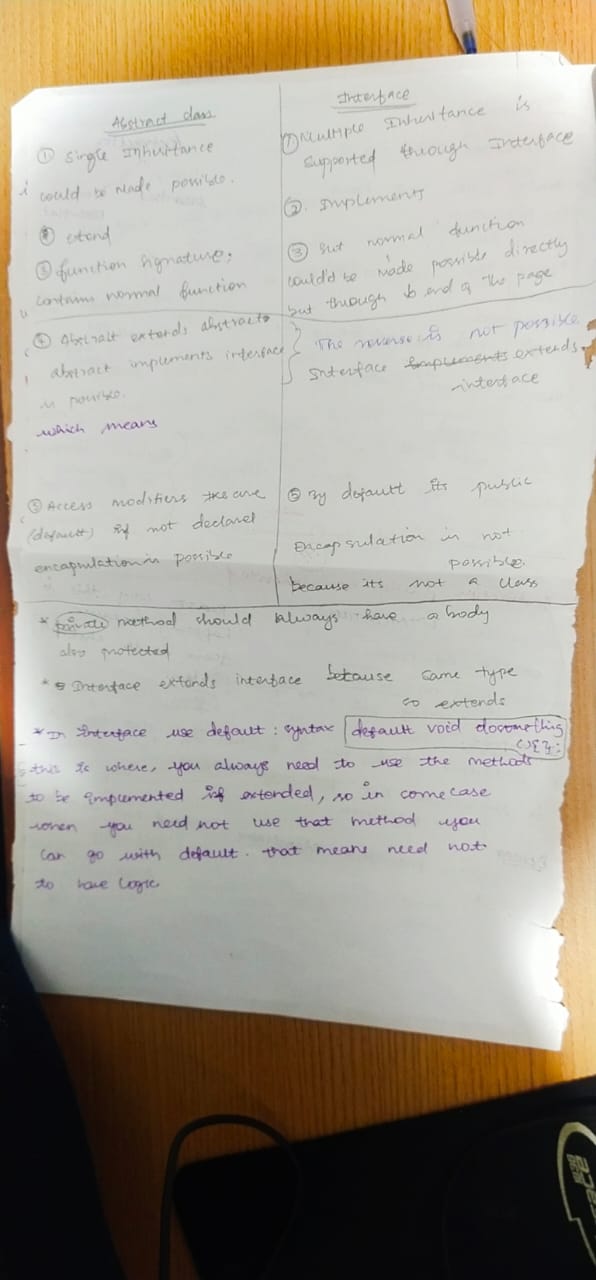 Abstract class
① Single Inheritance
could be Made possible.
② extend
③ function signature;
contains normal function
④ Abstract extends abstract
abstract implements interface
is possible.
which means
⑤ Access modifiers are
(default) if not declared
encapsulation is possible
Interface
① Multiple Inheritance is
supported through Interface
② Implements
③ But normal function
could'd be Made possible directly
but through end of the page
The reverse is not possible
Interface implements extends
interface
⑤ By default its public
Encapsulation is not
possible.
because its not a class
* private method should always have a body
also protected
* Interface extends interface because same type
so extends
* In Interface use default : syntax default void dosomething
() { };
this is where, you always need to use the methods
to be implemented if extended, so in some case
when you need not use that method you
can go with default. that means need not
to have logic